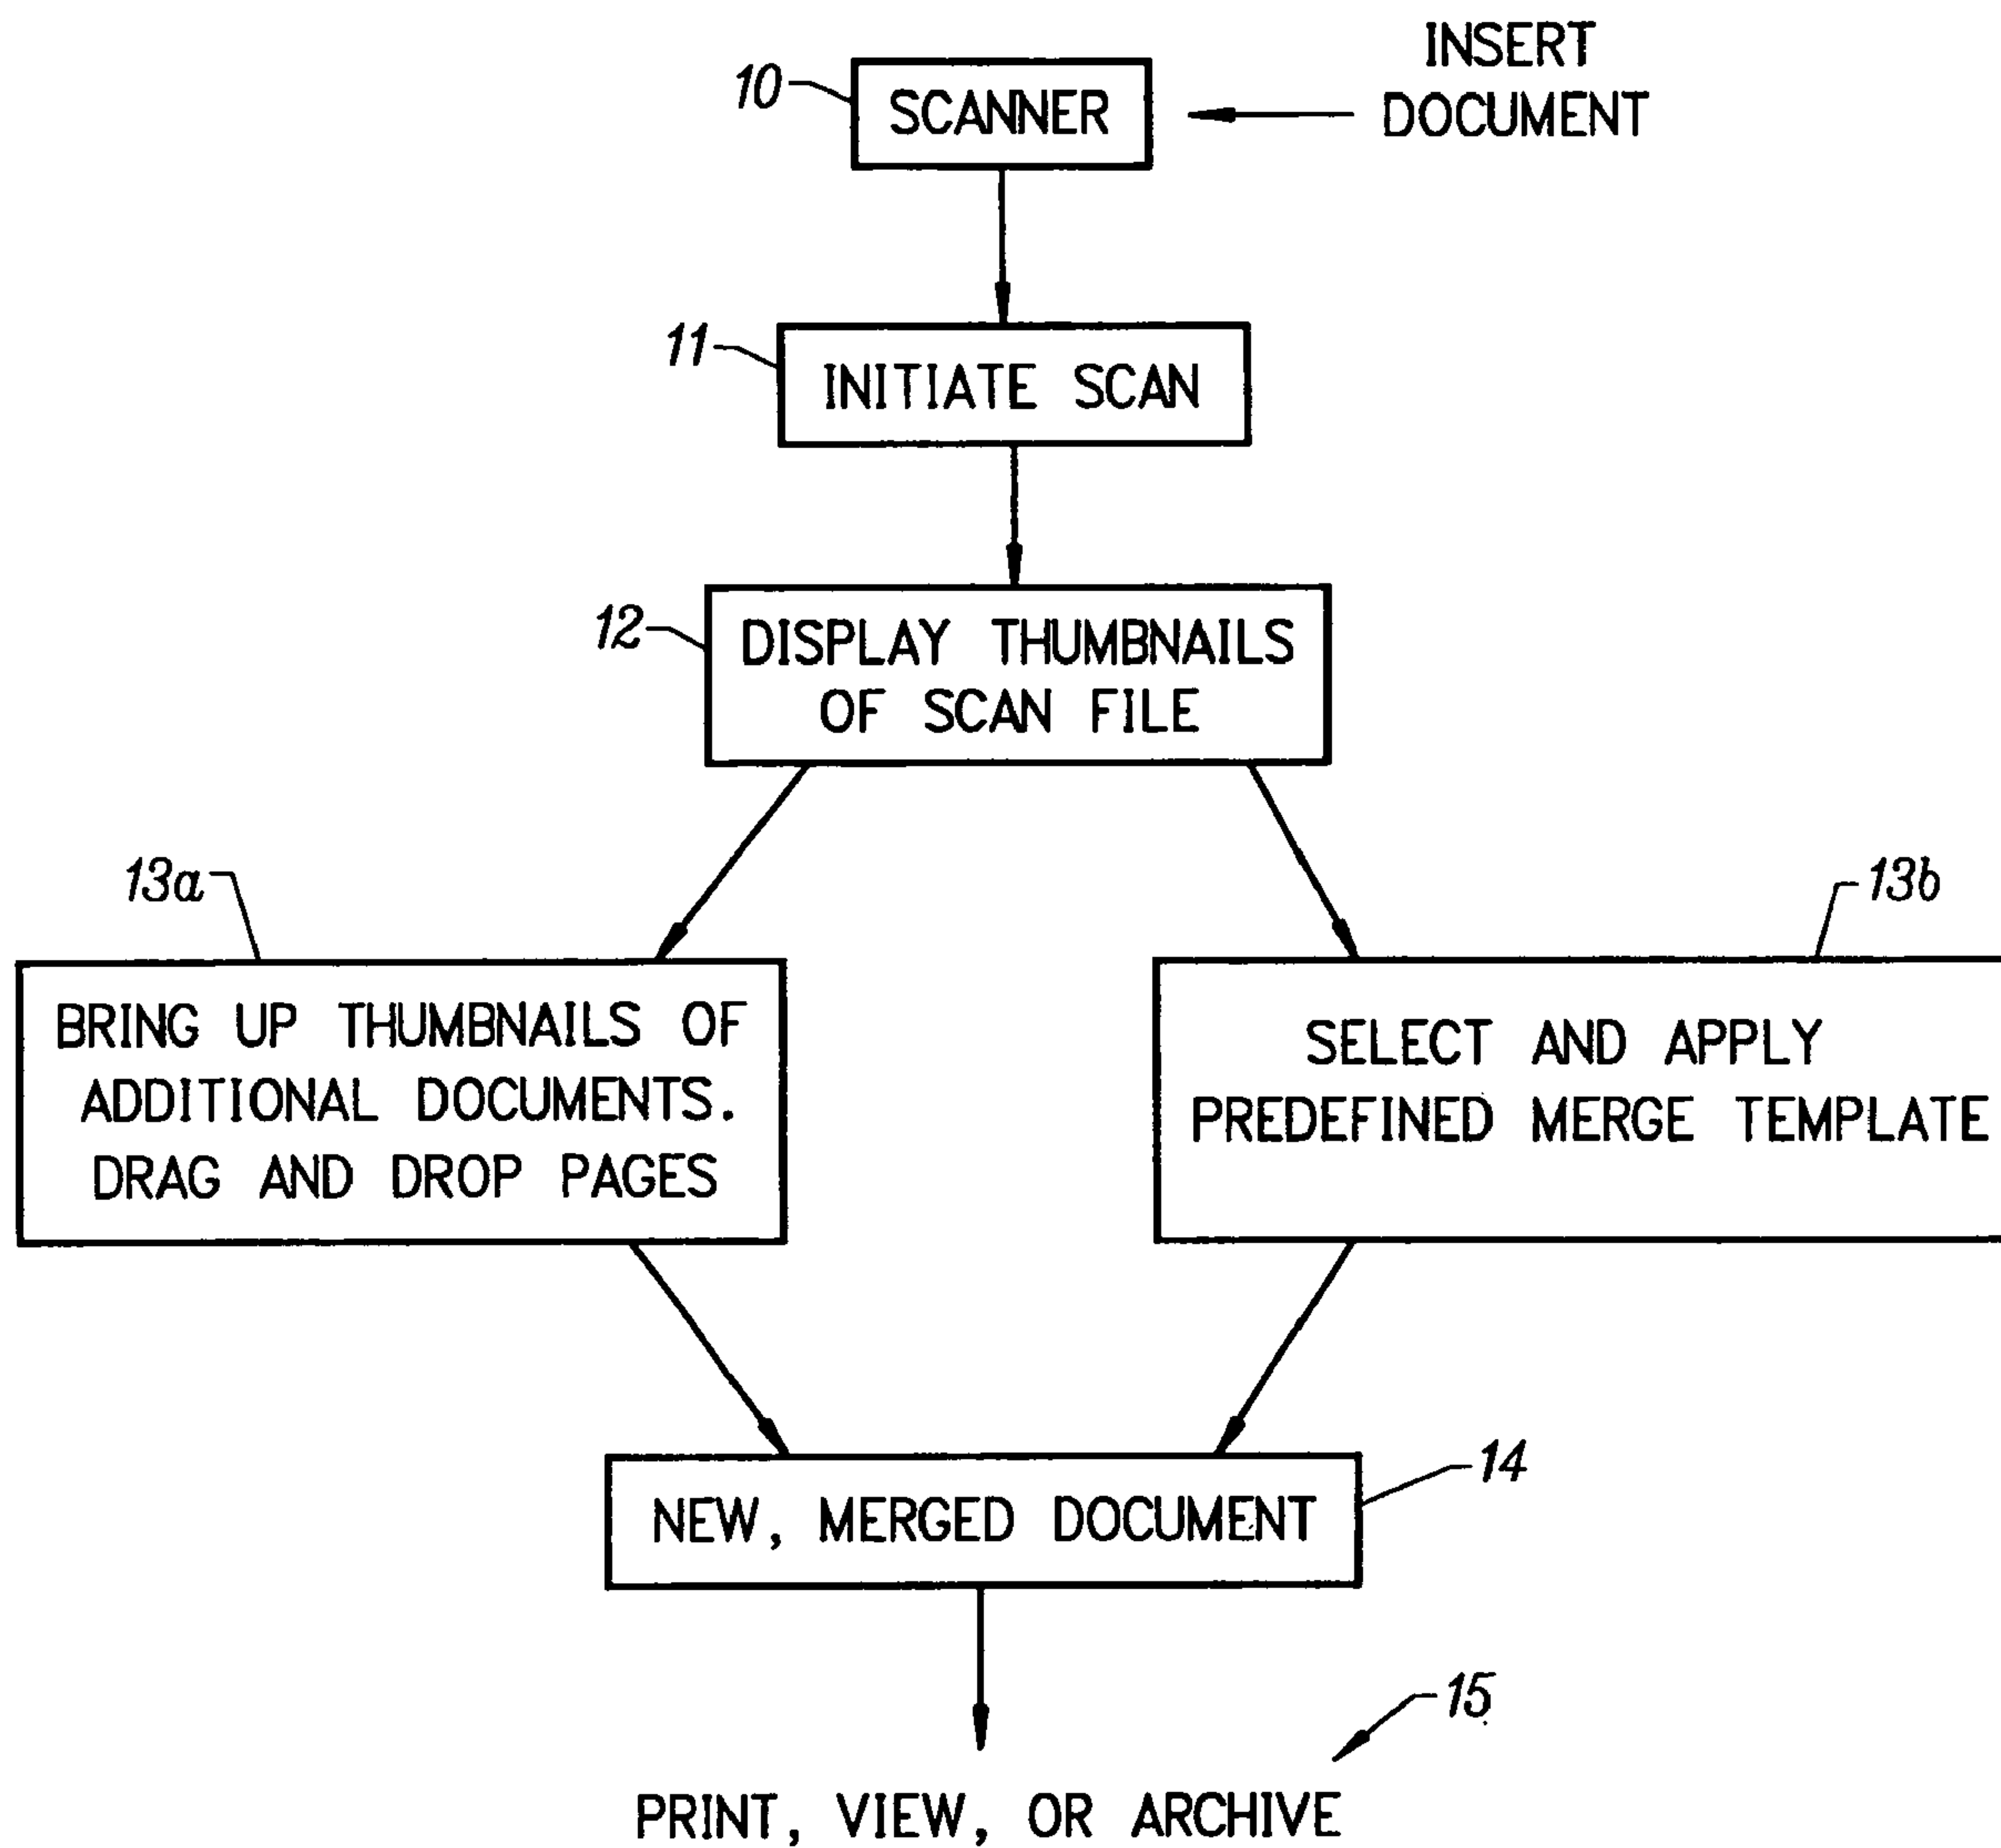 INSERT
DOCUMENT
10
SCANNER
11
INITIATE SCAN
12
DISPLAY THUMBNAILS
OF SCAN FILE
13a
BRING UP THUMBNAILS OF
ADDITIONAL DOCUMENTS.
DRAG AND DROP PAGES
13b
SELECT AND APPLY
PREDEFINED MERGE TEMPLATE
14
NEW, MERGED DOCUMENT
15
PRINT, VIEW, OR ARCHIVE